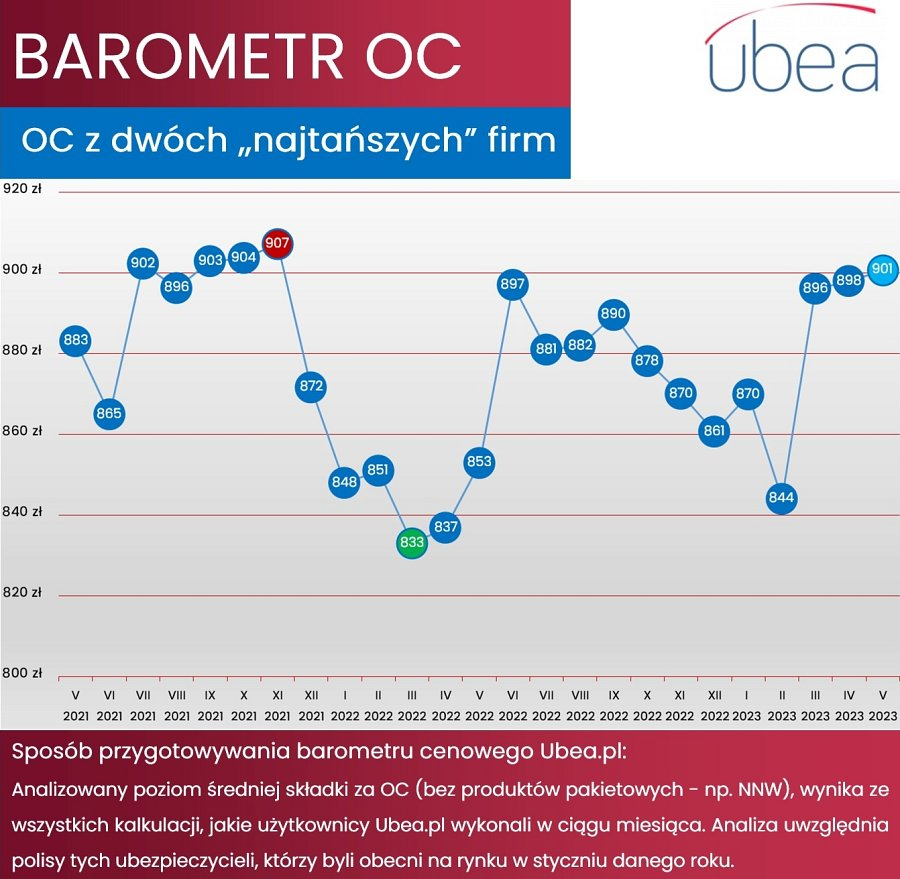 BAROMETR OC
ubea
OC z dwóch „najtańszych” firm
920 zł
900 zł
880 zł
860 zł
840 zł
820 zł
800 zł
883
865
902
896
903
904
907
872
848
851
833
837
853
897
881
882
890
878
870
861
870
844
896
898
901
V VI VII VIII IX X XI XII I II III IV V VI VII VIII IX X XI XII I II III IV V
2021 2021 2021 2021 2021 2021 2021 2021 2022 2022 2022 2022 2022 2022 2022 2022 2022 2022 2022 2022 2023 2023 2023 2023 2023
Sposób przygotowywania barometru cenowego Ubea.pl:
Analizowany poziom średniej składki za OC (bez produktów pakietowych - np. NNW), wynika ze
wszystkich kalkulacji, jakie użytkownicy Ubea.pl wykonali w ciągu miesiąca. Analiza uwzględnia
polisy tych ubezpieczycieli, którzy byli obecni na rynku w styczniu danego roku.